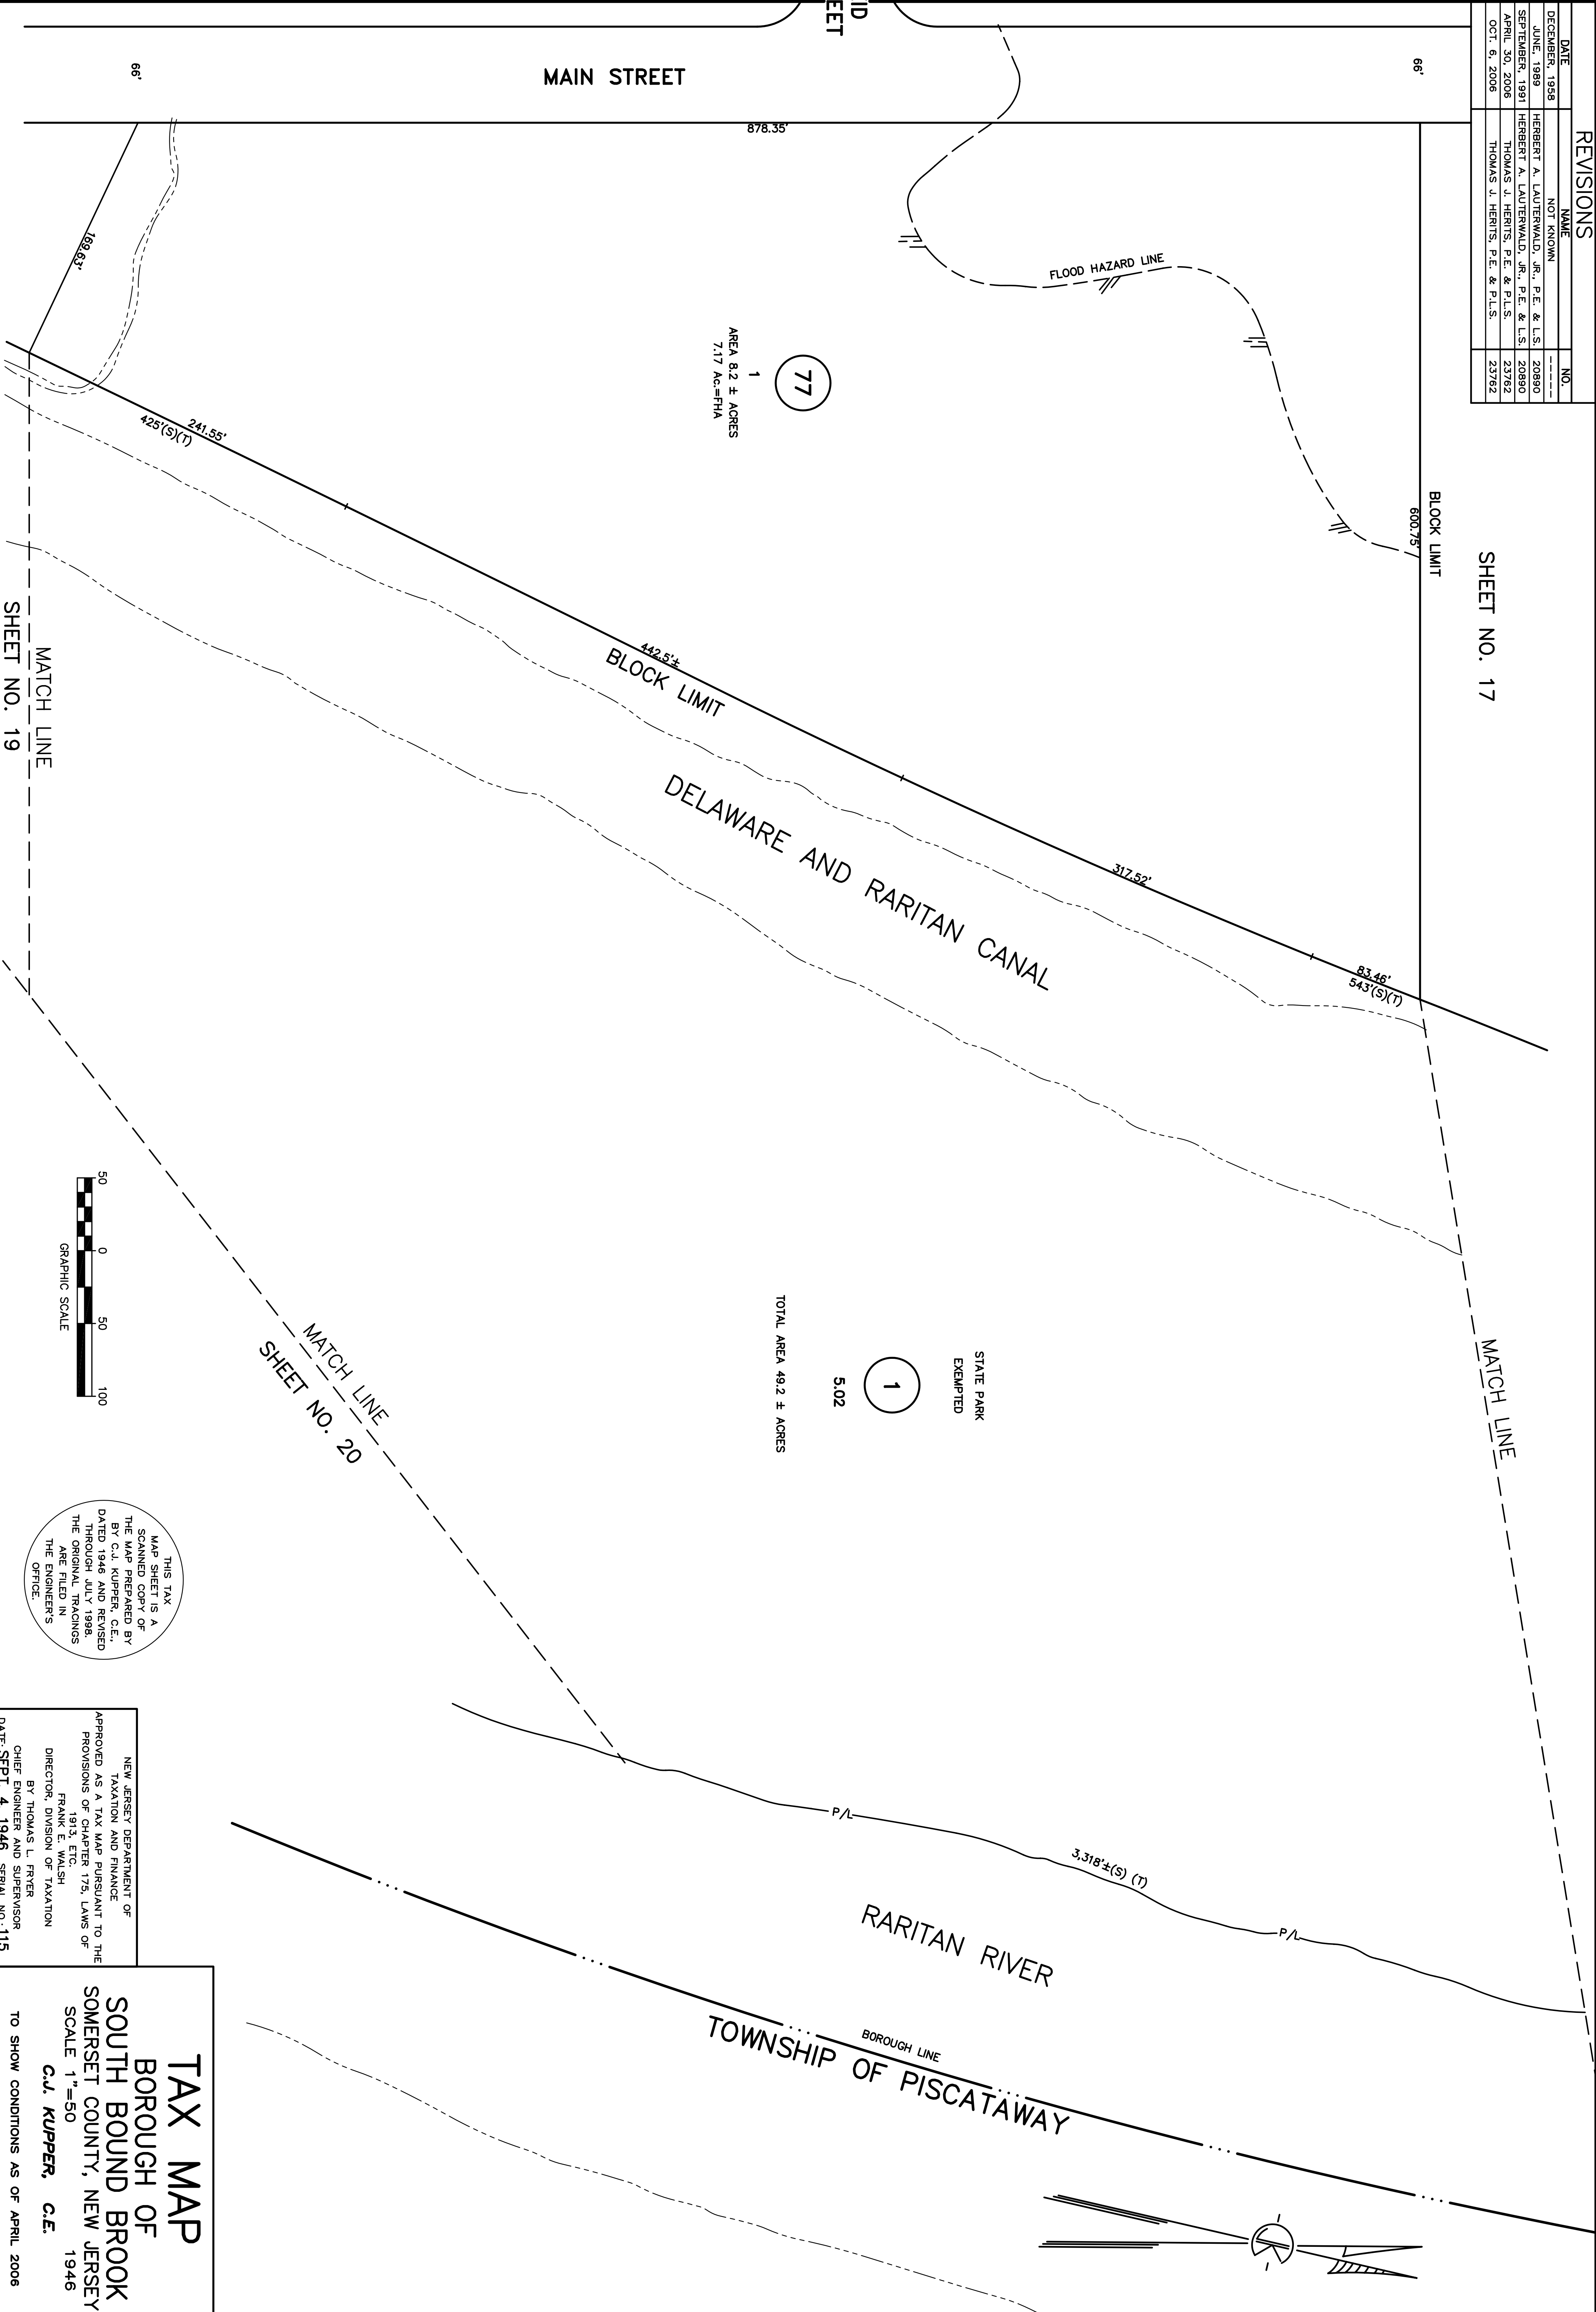 REVISIONS
DATE NAME NO.
DECEMBER, 1958 NOT KNOWN -----
JUNE, 1989 HERBERT A. LAUTERWALD, JR., P.E. & L.S. 20890
SEPTEMBER, 1991 HERBERT A. LAUTERWALD, JR., P.E. & L.S. 20890
APRIL 30, 2006 THOMAS J. HERITS, P.E. & P.L.S. 23762
OCT. 6, 2006 THOMAS J. HERITS, P.E. & P.L.S. 23762
SHEET NO. 17
BLOCK LIMIT
600.75'
66'
MAIN STREET
66'
878.35'
ID
EET
FLOOD HAZARD LINE
77
1
AREA 8.2 ± ACRES
7.17 Ac.=FHA
169.63'
241.55'
425'(S)(T)
442.5'±
BLOCK LIMIT
317.52'
83.46'
543'(S)(T)
DELAWARE AND RARITAN CANAL
MATCH LINE
SHEET NO. 19
MATCH LINE
STATE PARK
EXEMPTED
1
5.02
TOTAL AREA 49.2 ± ACRES
MATCH LINE
SHEET NO. 20
50 0 50 100
GRAPHIC SCALE
THIS TAX
MAP SHEET IS A
SCANNED COPY OF
THE MAP PREPARED BY
BY C.J. KUPPER, C.E.,
DATED 1946 AND REVISED
THROUGH JULY 1998.
THE ORIGINAL TRACINGS
ARE FILED IN
THE ENGINEER'S
OFFICE.
P/L
3,318'±(S) (T)
P/L
RARITAN RIVER
BOROUGH LINE
TOWNSHIP OF PISCATAWAY
NEW JERSEY DEPARTMENT OF
TAXATION AND FINANCE
APPROVED AS A TAX MAP PURSUANT TO THE
PROVISIONS OF CHAPTER 175, LAWS OF
1913, ETC.
FRANK E. WALSH
DIRECTOR, DIVISION OF TAXATION
BY THOMAS L. FRYER
CHIEF ENGINEER AND SUPERVISOR
DATE: SEPT. 4, 1946 SERIAL NO.: 115
TAX MAP
BOROUGH OF
SOUTH BOUND BROOK
SOMERSET COUNTY, NEW JERSEY
SCALE 1"=50 1946
C.J. KUPPER, C.E.
TO SHOW CONDITIONS AS OF APRIL 2006